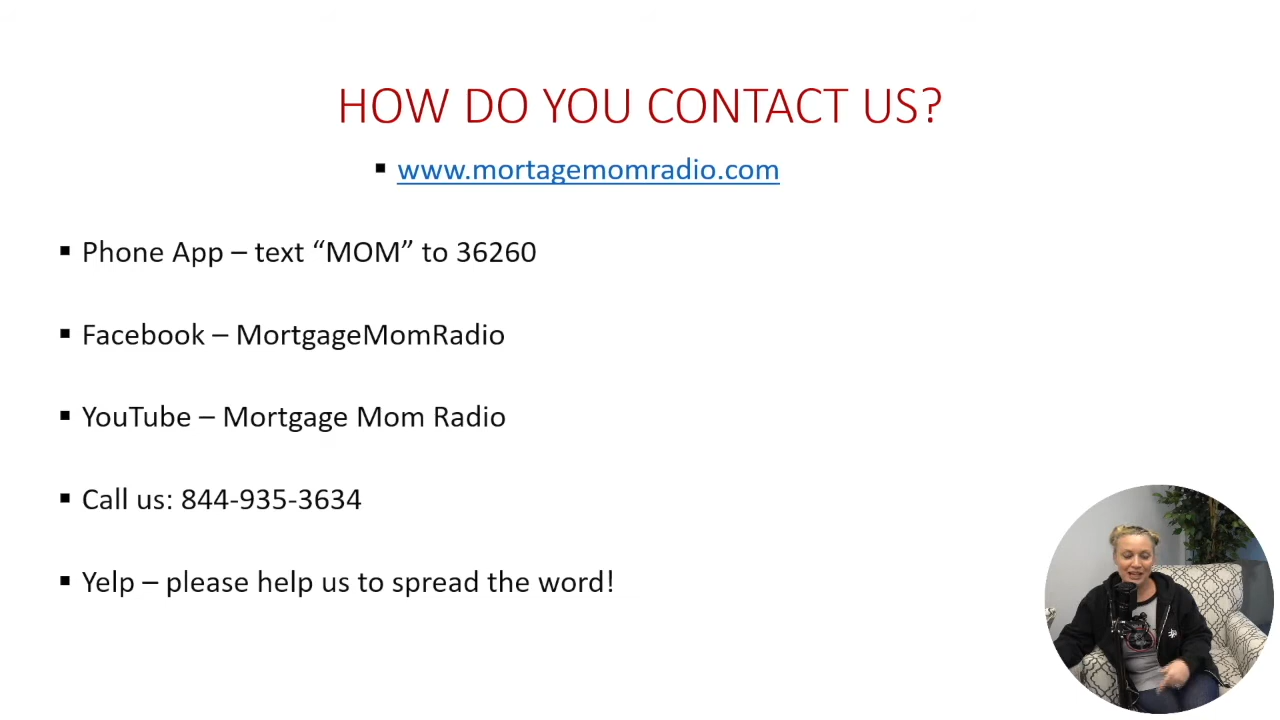 HOW DO YOU CONTACT US?
▪ www.mortagemomradio.com
▪ Phone App – text “MOM” to 36260
▪ Facebook – MortgageMomRadio
▪ YouTube – Mortgage Mom Radio
▪ Call us: 844-935-3634
▪ Yelp – please help us to spread the word!